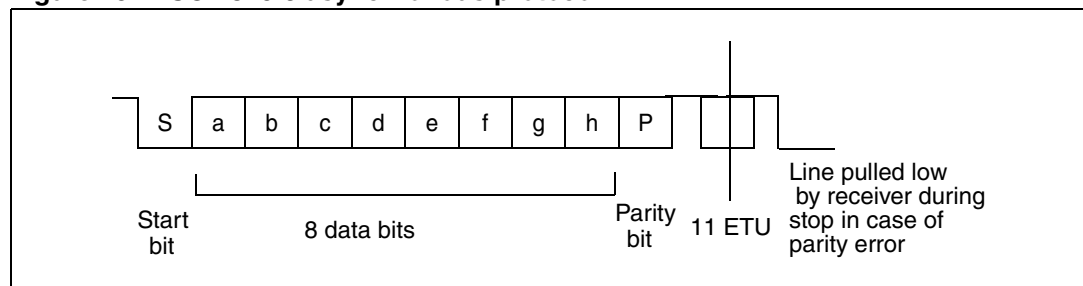 S a b c d e f g h P
Start
bit
8 data bits
Parity
bit
11 ETU
Line pulled low
by receiver during
stop in case of
parity error